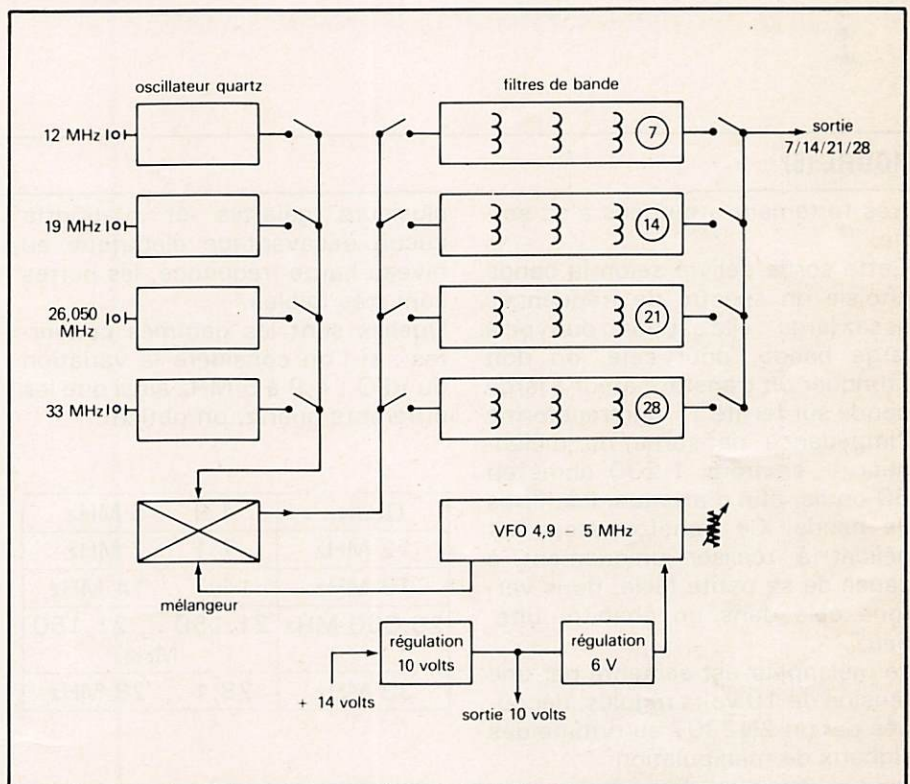 oscillateur quartz
filtres de bande
12 MHz
7
sortie
7/14/21/28
19 MHz
14
26,050
MHz
21
33 MHz
28
VFO 4,9 – 5 MHz
mélangeur
régulation
10 volts
régulation
6 V
+ 14 volts
sortie 10 volts